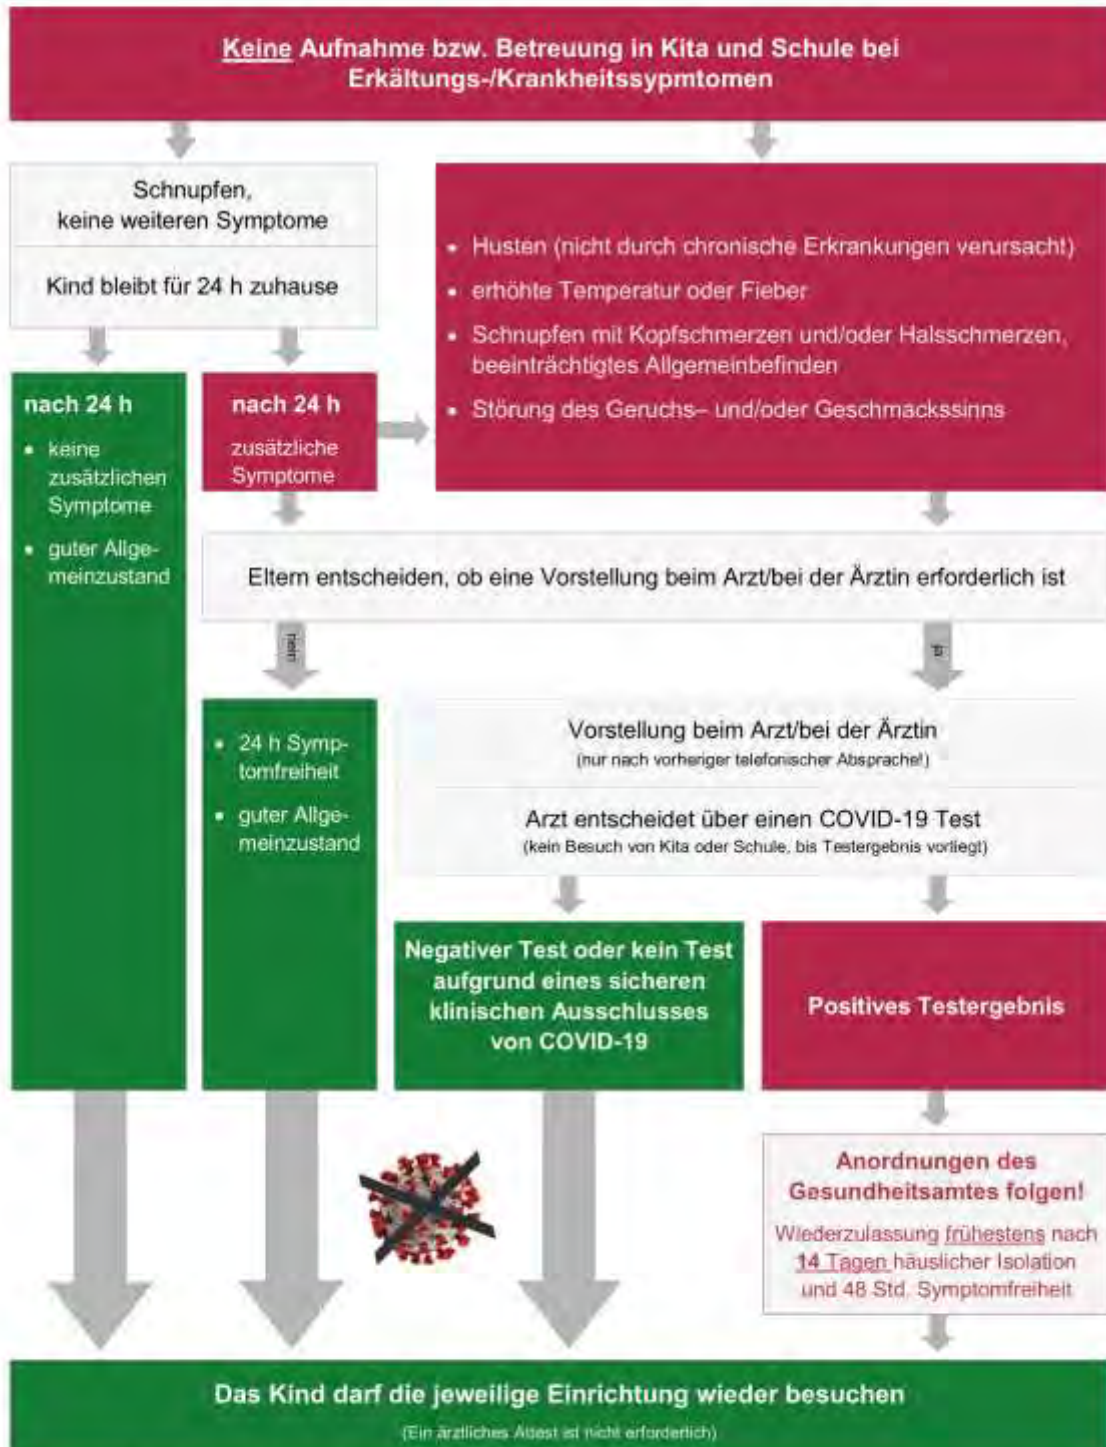 Keine Aufnahme bzw. Betreuung in Kita und Schule bei
Erkältungs-/Krankheitssypmtomen
Schnupfen,
keine weiteren Symptome
Kind bleibt für 24 h zuhause
• Husten (nicht durch chronische Erkrankungen verursacht)
• erhöhte Temperatur oder Fieber
• Schnupfen mit Kopfschmerzen und/oder Halsschmerzen,
beeinträchtigtes Allgemeinbefinden
• Störung des Geruchs– und/oder Geschmackssinns
nach 24 h
• keine
zusätzlichen
Symptome
• guter Allge-
meinzustand
nach 24 h
zusätzliche
Symptome
Eltern entscheiden, ob eine Vorstellung beim Arzt/bei der Ärztin erforderlich ist
nein
ja
• 24 h Symp-
tomfreiheit
• guter Allge-
meinzustand
Vorstellung beim Arzt/bei der Ärztin
(nur nach vorheriger telefonischer Absprache!)
Arzt entscheidet über einen COVID-19 Test
(kein Besuch von Kita oder Schule, bis Testergebnis vorliegt)
Negativer Test oder kein Test
aufgrund eines sicheren
klinischen Ausschlusses
von COVID-19
Positives Testergebnis
Anordnungen des
Gesundheitsamtes folgen!
Wiederzulassung frühestens nach
14 Tagen häuslicher Isolation
und 48 Std. Symptomfreiheit
Das Kind darf die jeweilige Einrichtung wieder besuchen
(Ein ärztliches Attest ist nicht erforderlich)